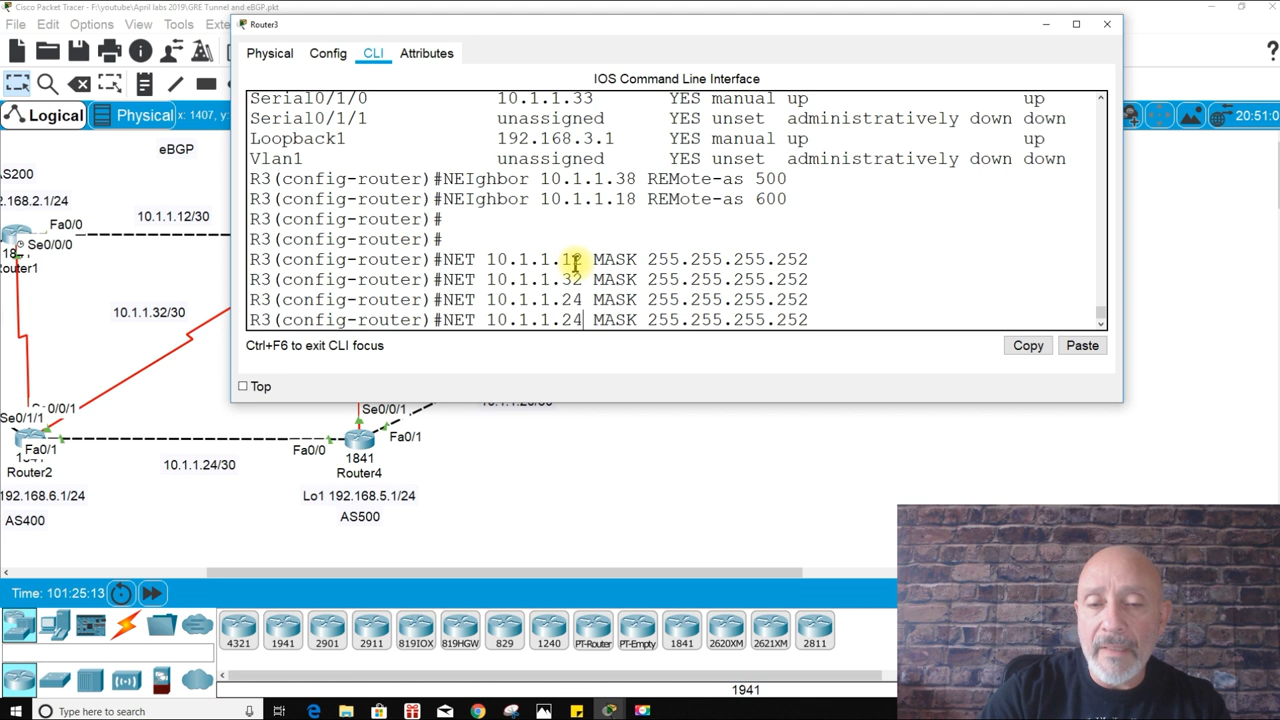 Cisco Packet Tracer - F:\youtube\April labs 2019\GRE Tunnel and eBGP.pkt
File Edit Options View Tools Exte
Router3
Physical Config CLI Attributes
IOS Command Line Interface
Serial0/1/0 10.1.1.33 YES manual up up
Serial0/1/1 unassigned YES unset administratively down down
Loopback1 192.168.3.1 YES manual up up
Vlan1 unassigned YES unset administratively down down
R3(config-router)#NEIghbor 10.1.1.38 REMote-as 500
R3(config-router)#NEIghbor 10.1.1.18 REMote-as 600
R3(config-router)#
R3(config-router)#
R3(config-router)#NET 10.1.1.12 MASK 255.255.255.252
R3(config-router)#NET 10.1.1.32 MASK 255.255.255.252
R3(config-router)#NET 10.1.1.24 MASK 255.255.255.252
R3(config-router)#NET 10.1.1.24 MASK 255.255.255.252
Ctrl+F6 to exit CLI focus
Copy Paste
Top
Logical Physical x: 1407, y:
20:51:0
eBGP
AS200
2.168.2.1/24
10.1.1.12/30
Fa0/0
Se0/0/0
Router1
10.1.1.32/30
Se0/1/1
Fa0/1
Router2
192.168.6.1/24
AS400
10.1.1.24/30
Se0/0/1
Fa0/1
Fa0/0
1841
Router4
Lo1 192.168.5.1/24
AS500
Time: 101:25:13
4321 1941 2901 2911 819IOX 819HGW 829 1240 PT-Router PT-Empty 1841 2620XM 2621XM 2811
1941
Type here to search